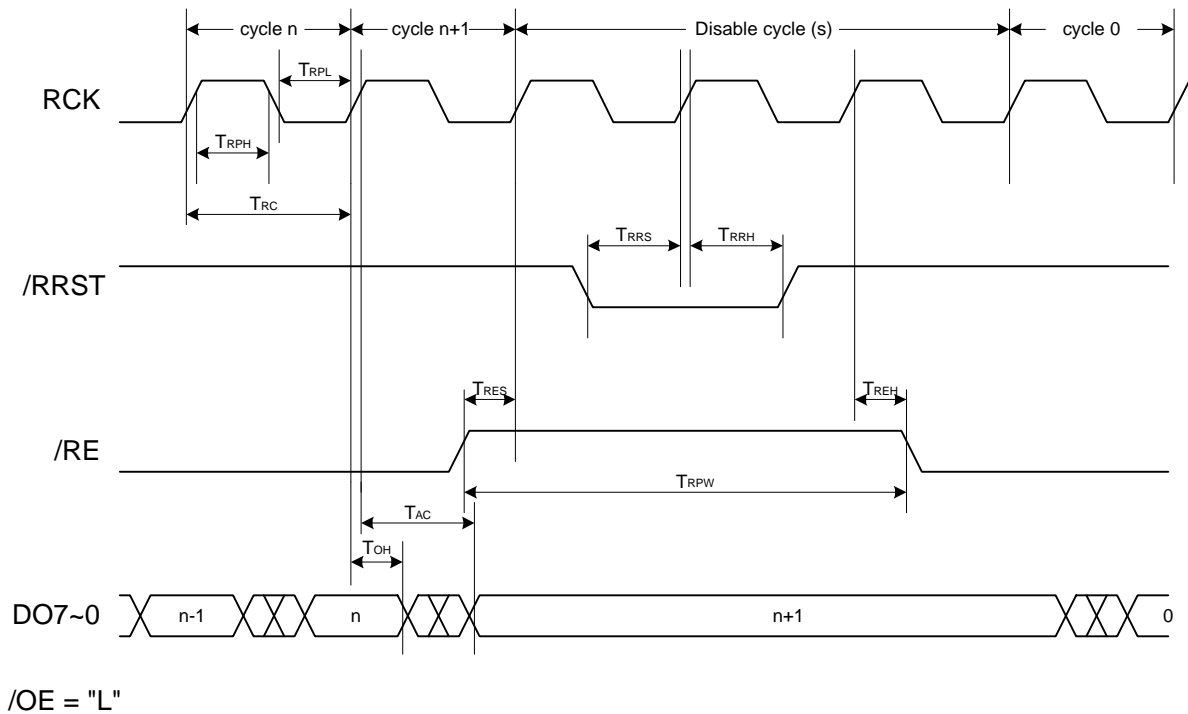 cycle n
cycle n+1
Disable cycle (s)
cycle 0
TRPL
RCK
TRPH
TRC
TRRS
TRRH
/RRST
TRES
TREH
/RE
TRPW
TAC
TOH
DO7~0
n-1
n
n+1
0
/OE = "L"